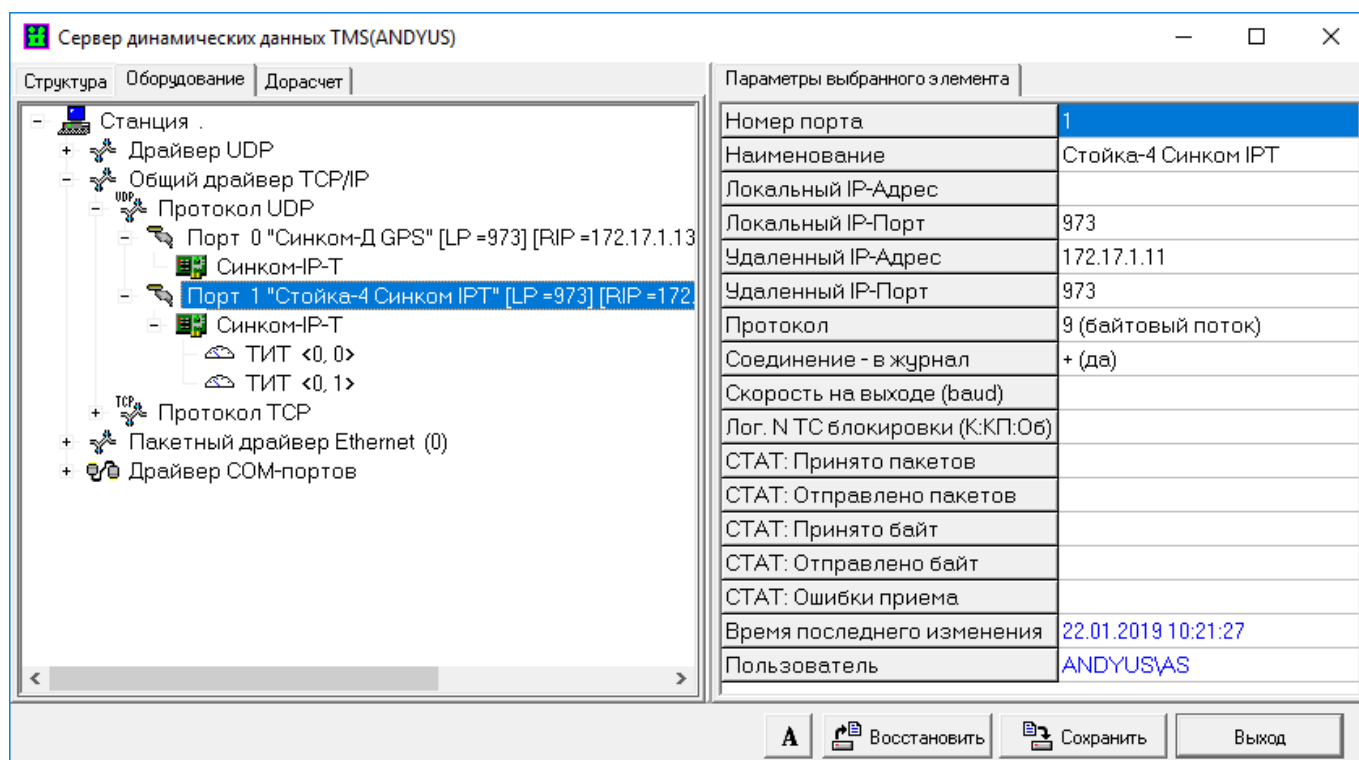 Сервер динамических данных TMS(ANDYUS)
Структура Оборудование Дорасчет
Станция .
Драйвер UDP
Общий драйвер TCP/IP
UDP Протокол UDP
Порт 0 "Синком-Д GPS" [LP =973] [RIP =172.17.1.13
Синком-IP-Т
Порт 1 "Стойка-4 Синком IPT" [LP =973] [RIP =172.
Синком-IP-Т
ТИТ <0, 0>
ТИТ <0, 1>
TCP Протокол TCP
Пакетный драйвер Ethernet (0)
Драйвер COM-портов
Параметры выбранного элемента
Номер порта 1
Наименование Стойка-4 Синком IPT
Локальный IP-Адрес
Локальный IP-Порт 973
Удаленный IP-Адрес 172.17.1.11
Удаленный IP-Порт 973
Протокол 9 (байтовый поток)
Соединение - в журнал + (да)
Скорость на выходе (baud)
Лог. N ТС блокировки (К:КП:Об)
СТАТ: Принято пакетов
СТАТ: Отправлено пакетов
СТАТ: Принято байт
СТАТ: Отправлено байт
СТАТ: Ошибки приема
Время последнего изменения 22.01.2019 10:21:27
Пользователь ANDYUS\AS
A Восстановить Сохранить Выход